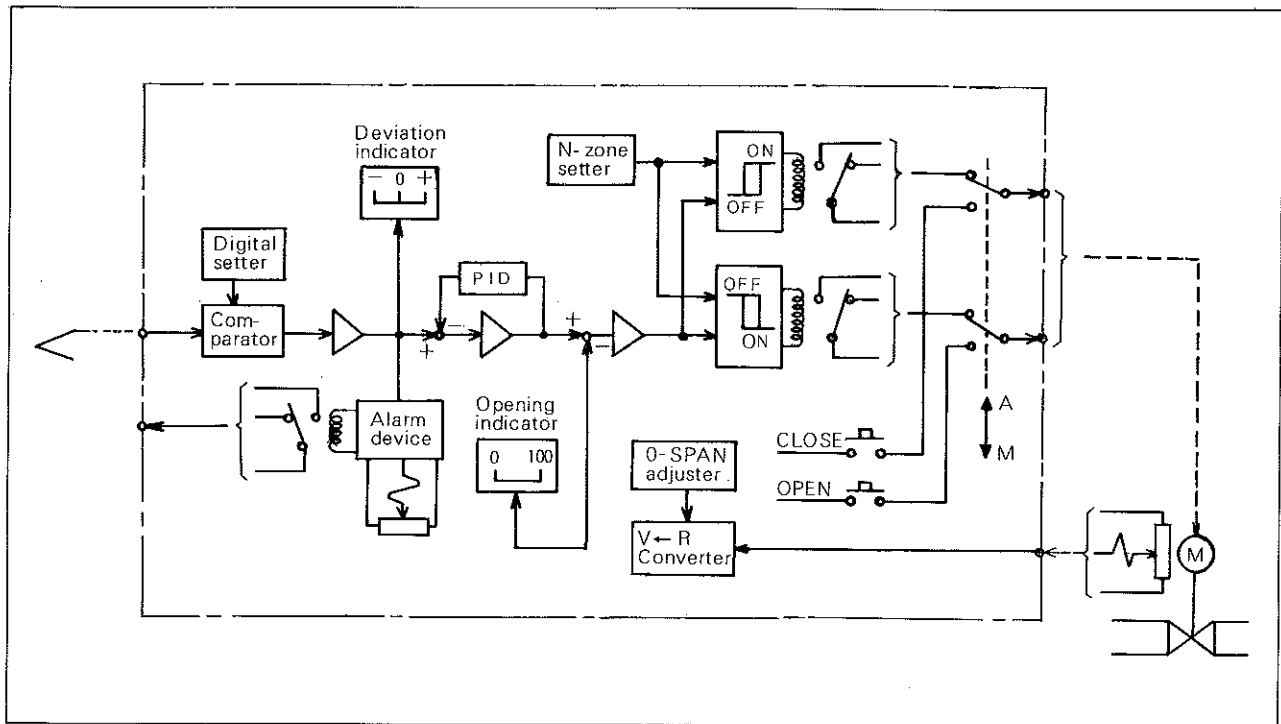 Deviation
indicator
− 0 +
N-zone
setter
ON
OFF
Digital
setter
PID
Com-
parator
−
+
+
−
OFF
ON
Alarm
device
Opening
indicator
0 100
0-SPAN
adjuster.
CLOSE
OPEN
A
M
V ← R
Converter
M